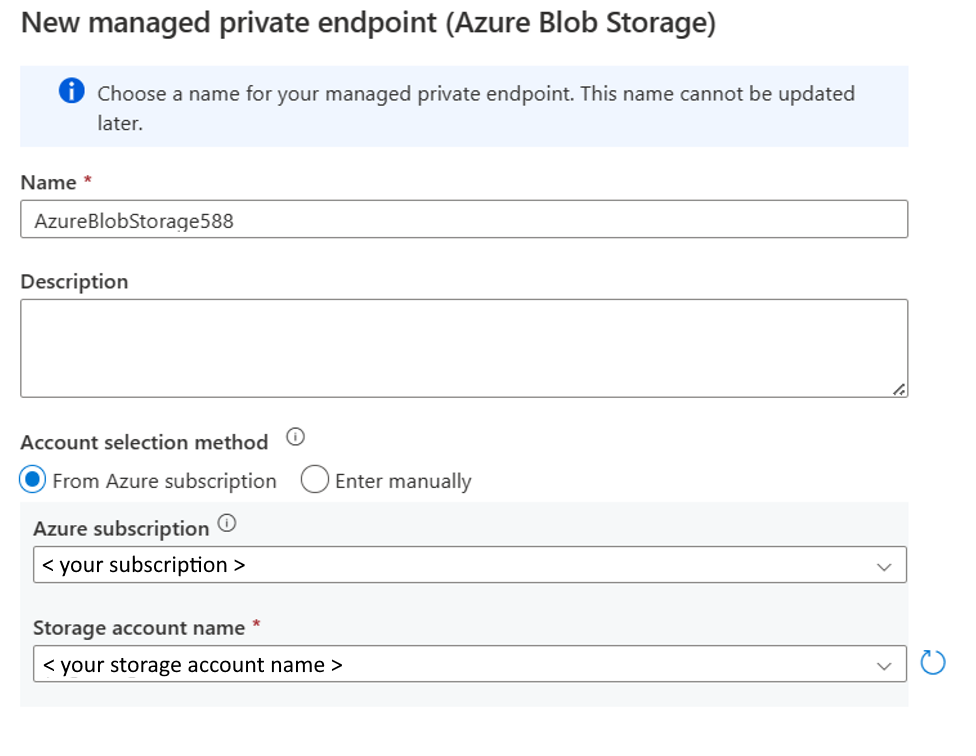 New managed private endpoint (Azure Blob Storage)
Choose a name for your managed private endpoint. This name cannot be updated
later.
Name *
AzureBlobStorage588
Description
Account selection method
From Azure subscription Enter manually
Azure subscription
< your subscription >
Storage account name *
< your storage account name >